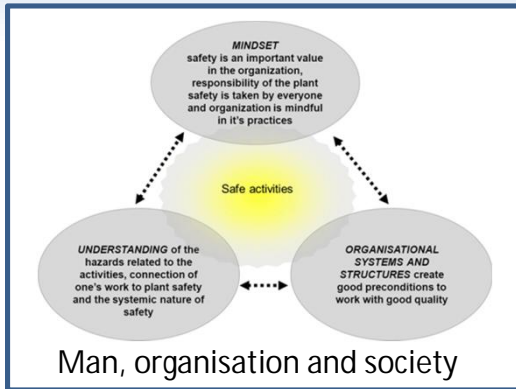 MINDSET
safety is an important value
in the organization,
responsibility of the plant
safety is taken by everyone
and organization is mindful
in it's practices
Safe activities
UNDERSTANDING of the
hazards related to the
activities, connection of
one's work to plant safety
and the systemic nature of
safety
ORGANISATIONAL
SYSTEMS AND
STRUCTURES create
good preconditions to
work with good quality
Man, organisation and society